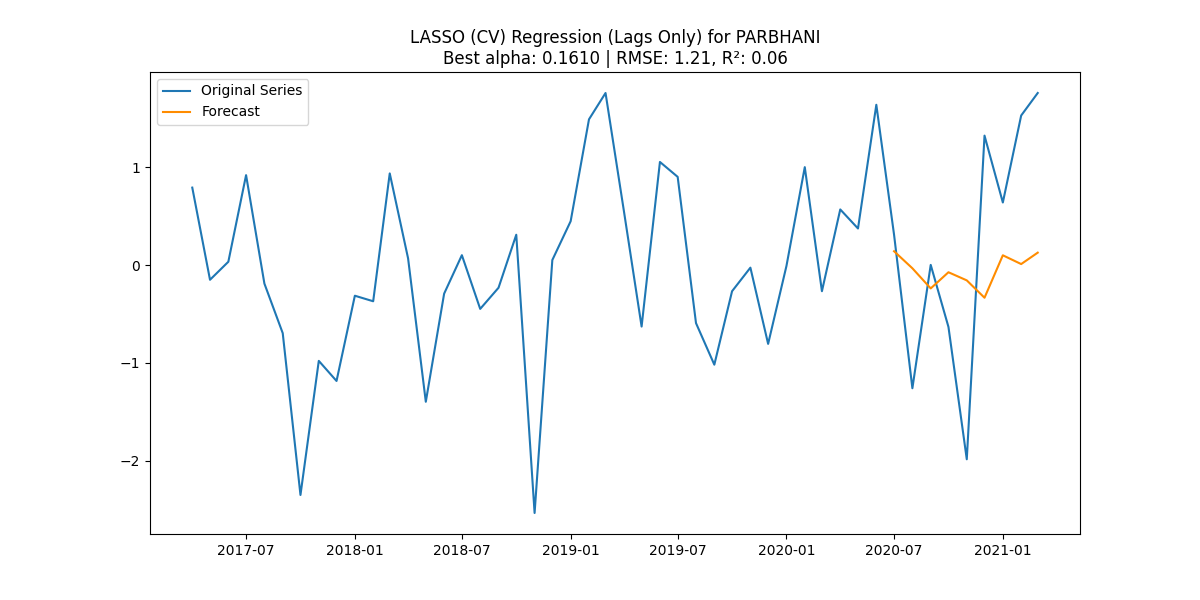 LASSO (CV) Regression (Lags Only) for PARBHANI
Best alpha: 0.1610 | RMSE: 1.21, R²: 0.06
Original Series
Forecast
1
0
−1
−2
2017-07 2018-01 2018-07 2019-01 2019-07 2020-01 2020-07 2021-01